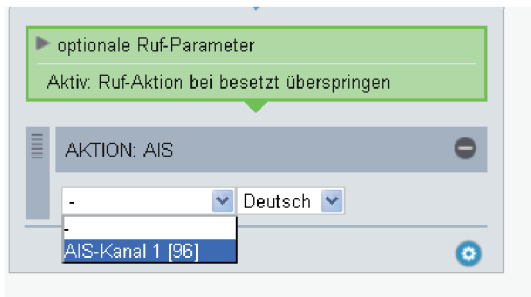 optionale Ruf-Parameter
Aktiv: Ruf-Aktion bei besetzt überspringen
AKTION: AIS
- Deutsch
-
AIS-Kanal 1 [96]